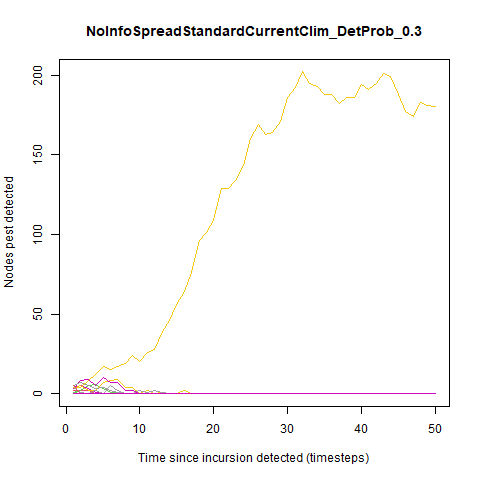 NoInfoSpreadStandardCurrentClim_DetProb_0.3
Nodes pest detected
200
150
100
50
0
0 10 20 30 40 50
Time since incursion detected (timesteps)